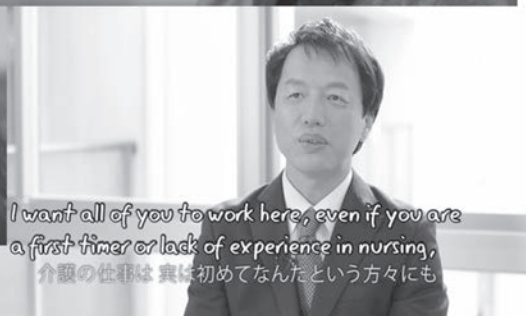 I want all of you to work here, even if you are
a first timer or lack of experience in nursing,
介護の仕事は 実は初めてなんだという方々にも